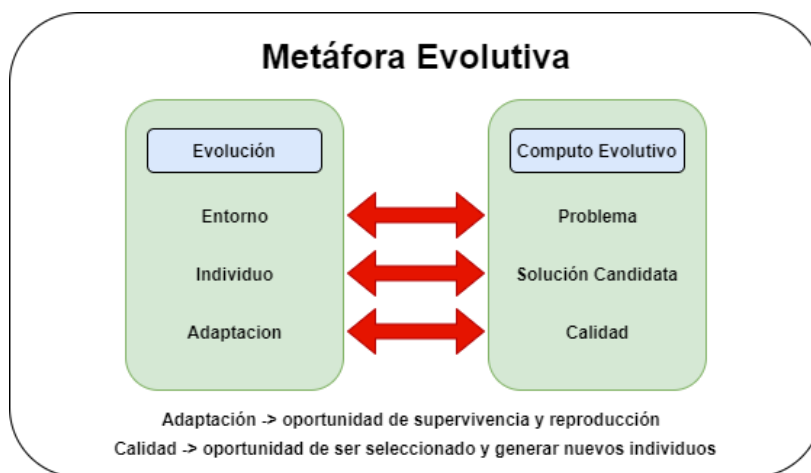 Metáfora Evolutiva
Evolución
Computo Evolutivo
Entorno
Problema
Individuo
Solución Candidata
Adaptacion
Calidad
Adaptación -> oportunidad de supervivencia y reproducción
Calidad -> oportunidad de ser seleccionado y generar nuevos individuos